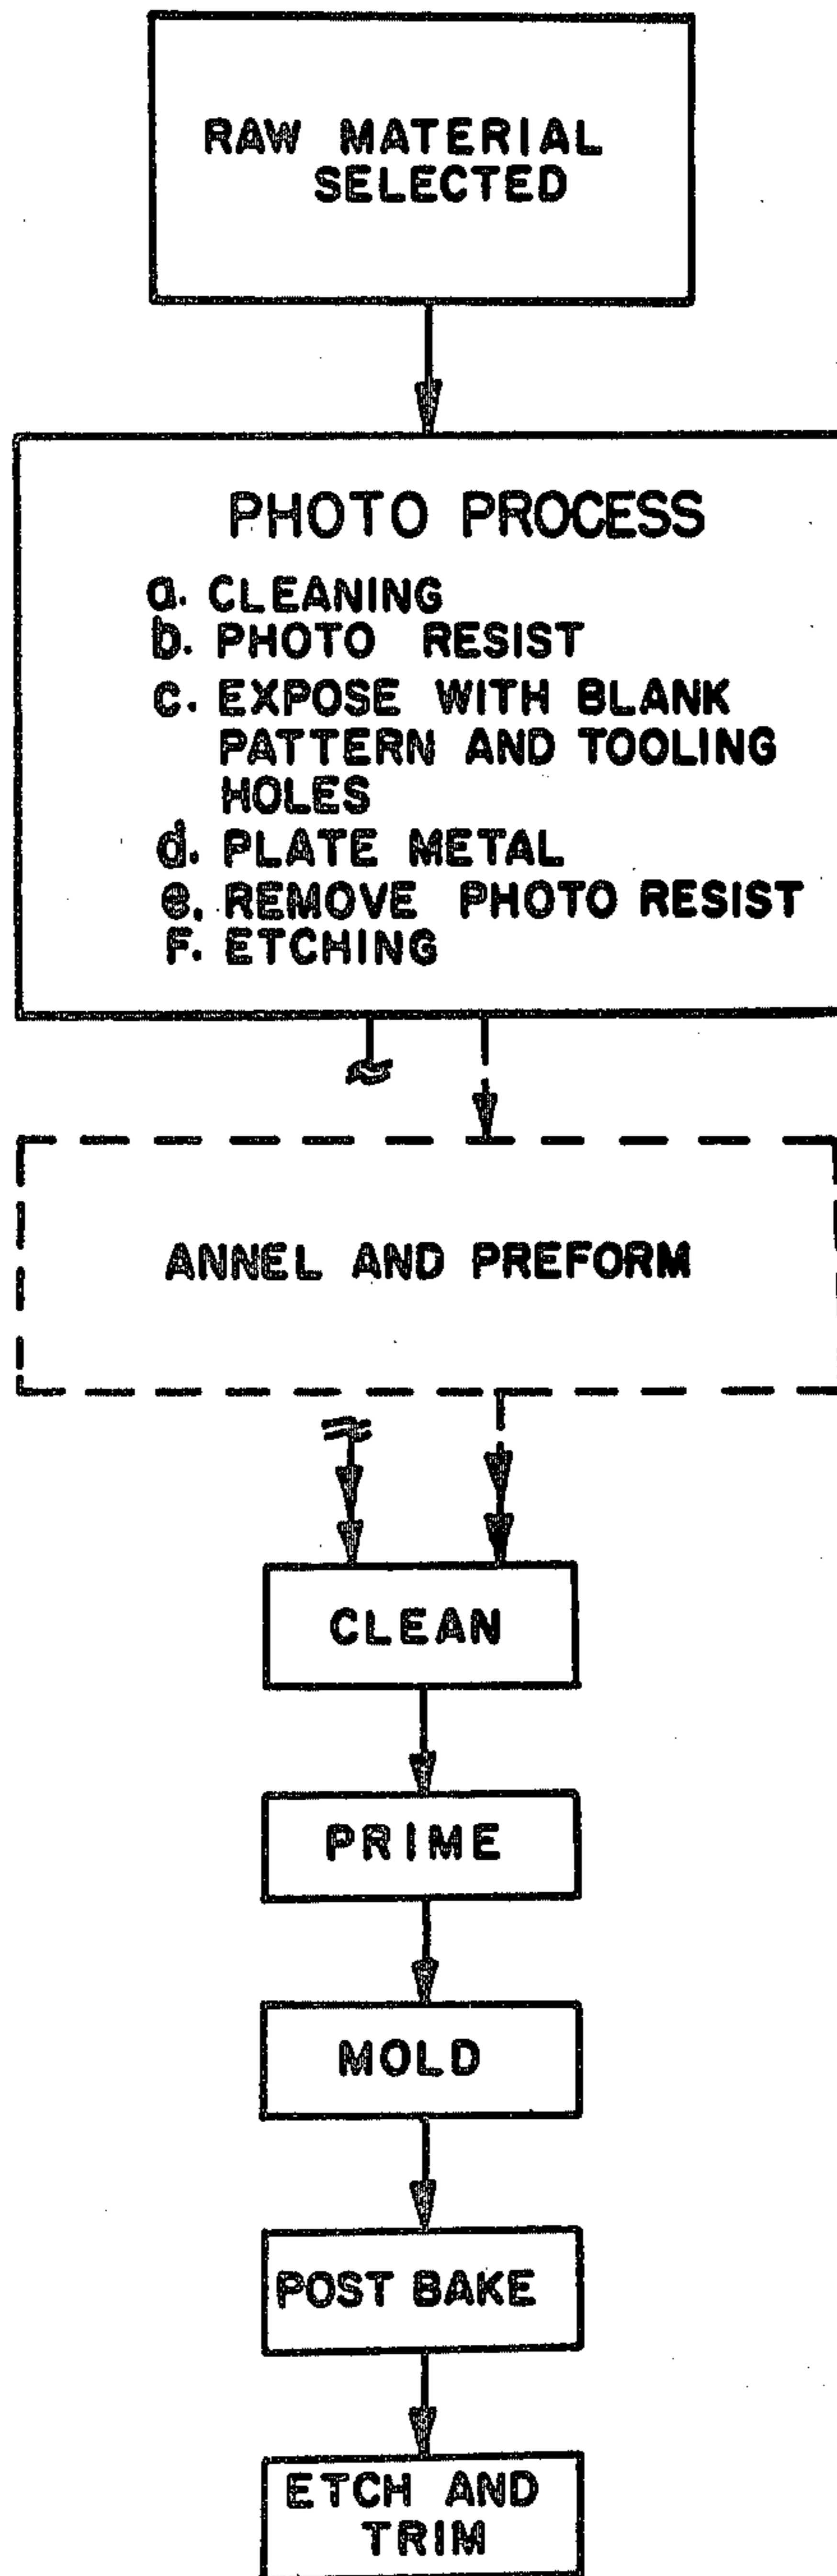 RAW MATERIAL
SELECTED
PHOTO PROCESS
a. CLEANING
b. PHOTO RESIST
c. EXPOSE WITH BLANK
PATTERN AND TOOLING
HOLES
d. PLATE METAL
e. REMOVE PHOTO RESIST
F. ETCHING
ANNEL AND PREFORM
CLEAN
PRIME
MOLD
POST BAKE
ETCH AND
TRIM